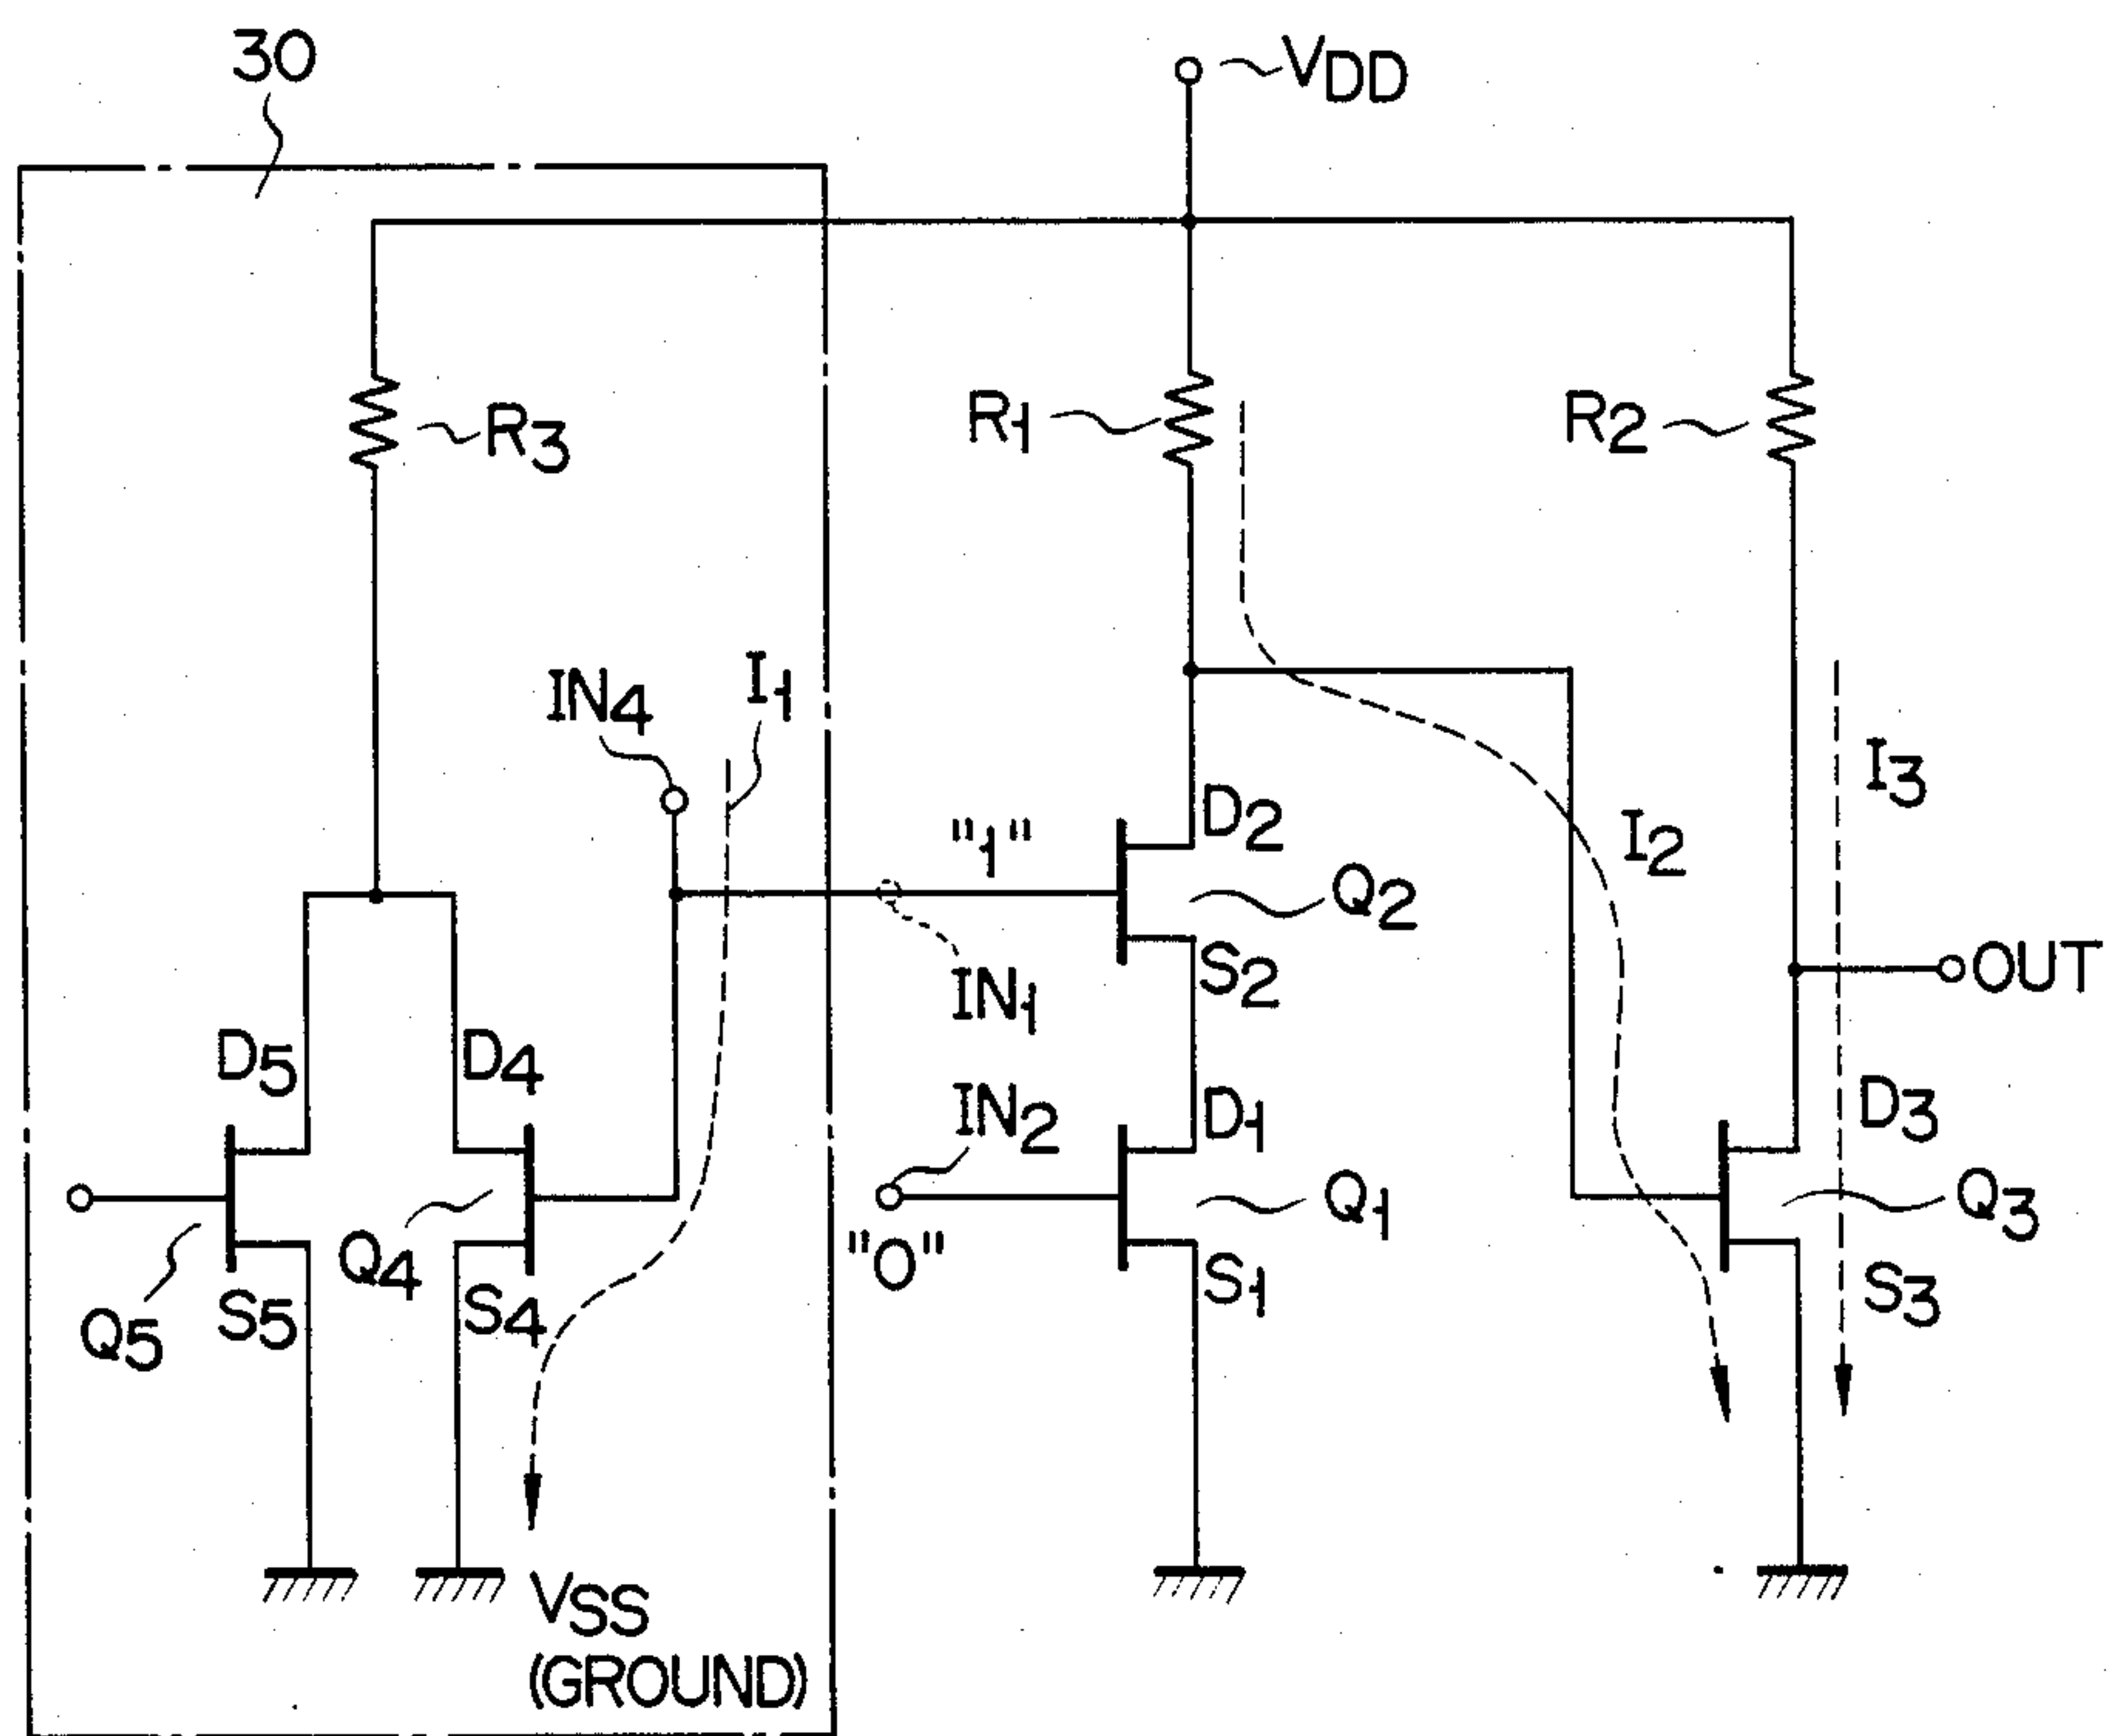 30
VDD
R3
R1
R2
IN4
I1
I3
"1"
D2
I2
Q2
S2
OUT
IN1
D5
D4
IN2
D1
D3
Q1
Q3
"0"
Q4
S1
S3
S5
S4
Q5
VSS
(GROUND)